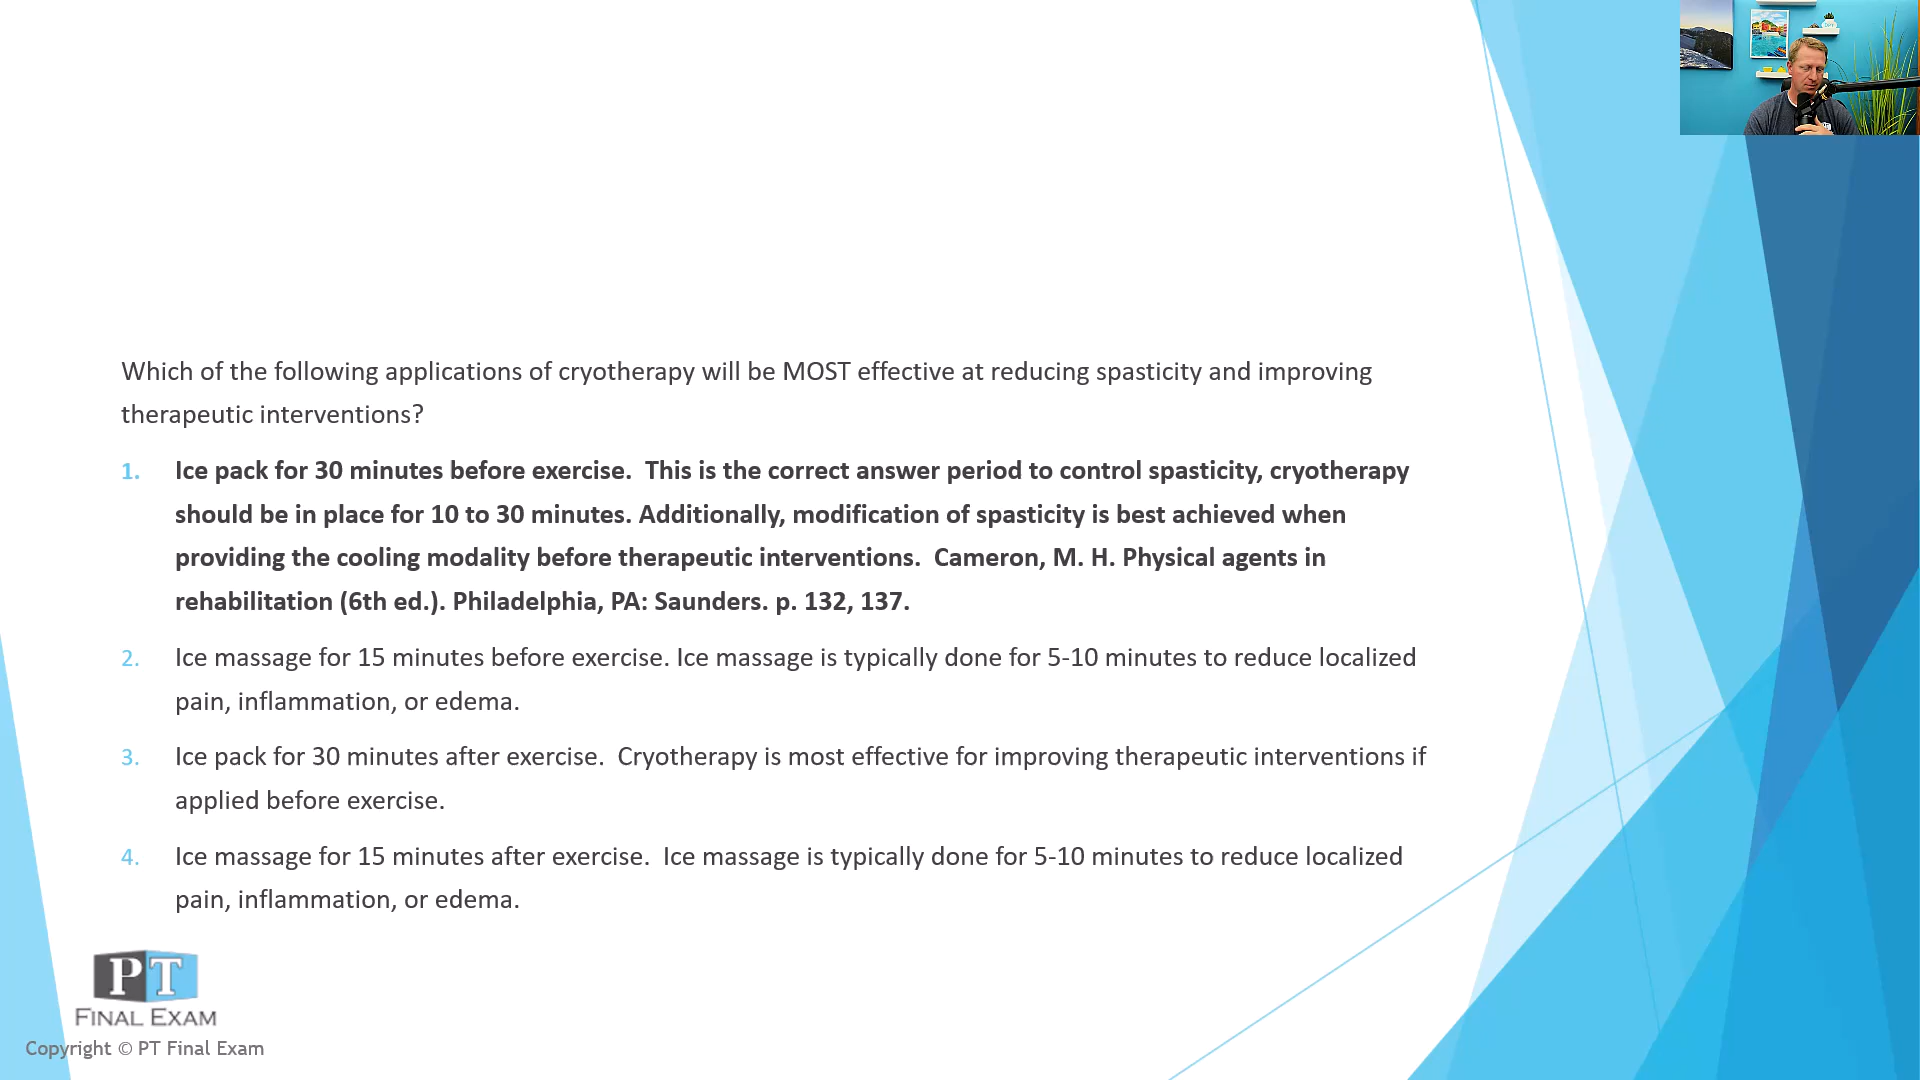 Which of the following applications of cryotherapy will be MOST effective at reducing spasticity and improving
therapeutic interventions?
1. Ice pack for 30 minutes before exercise.  This is the correct answer period to control spasticity, cryotherapy
should be in place for 10 to 30 minutes. Additionally, modification of spasticity is best achieved when
providing the cooling modality before therapeutic interventions.  Cameron, M. H. Physical agents in
rehabilitation (6th ed.). Philadelphia, PA: Saunders. p. 132, 137.
2. Ice massage for 15 minutes before exercise. Ice massage is typically done for 5-10 minutes to reduce localized
pain, inflammation, or edema.
3. Ice pack for 30 minutes after exercise.  Cryotherapy is most effective for improving therapeutic interventions if
applied before exercise.
4. Ice massage for 15 minutes after exercise.  Ice massage is typically done for 5-10 minutes to reduce localized
pain, inflammation, or edema.
PT
FINAL EXAM
Copyright © PT Final Exam